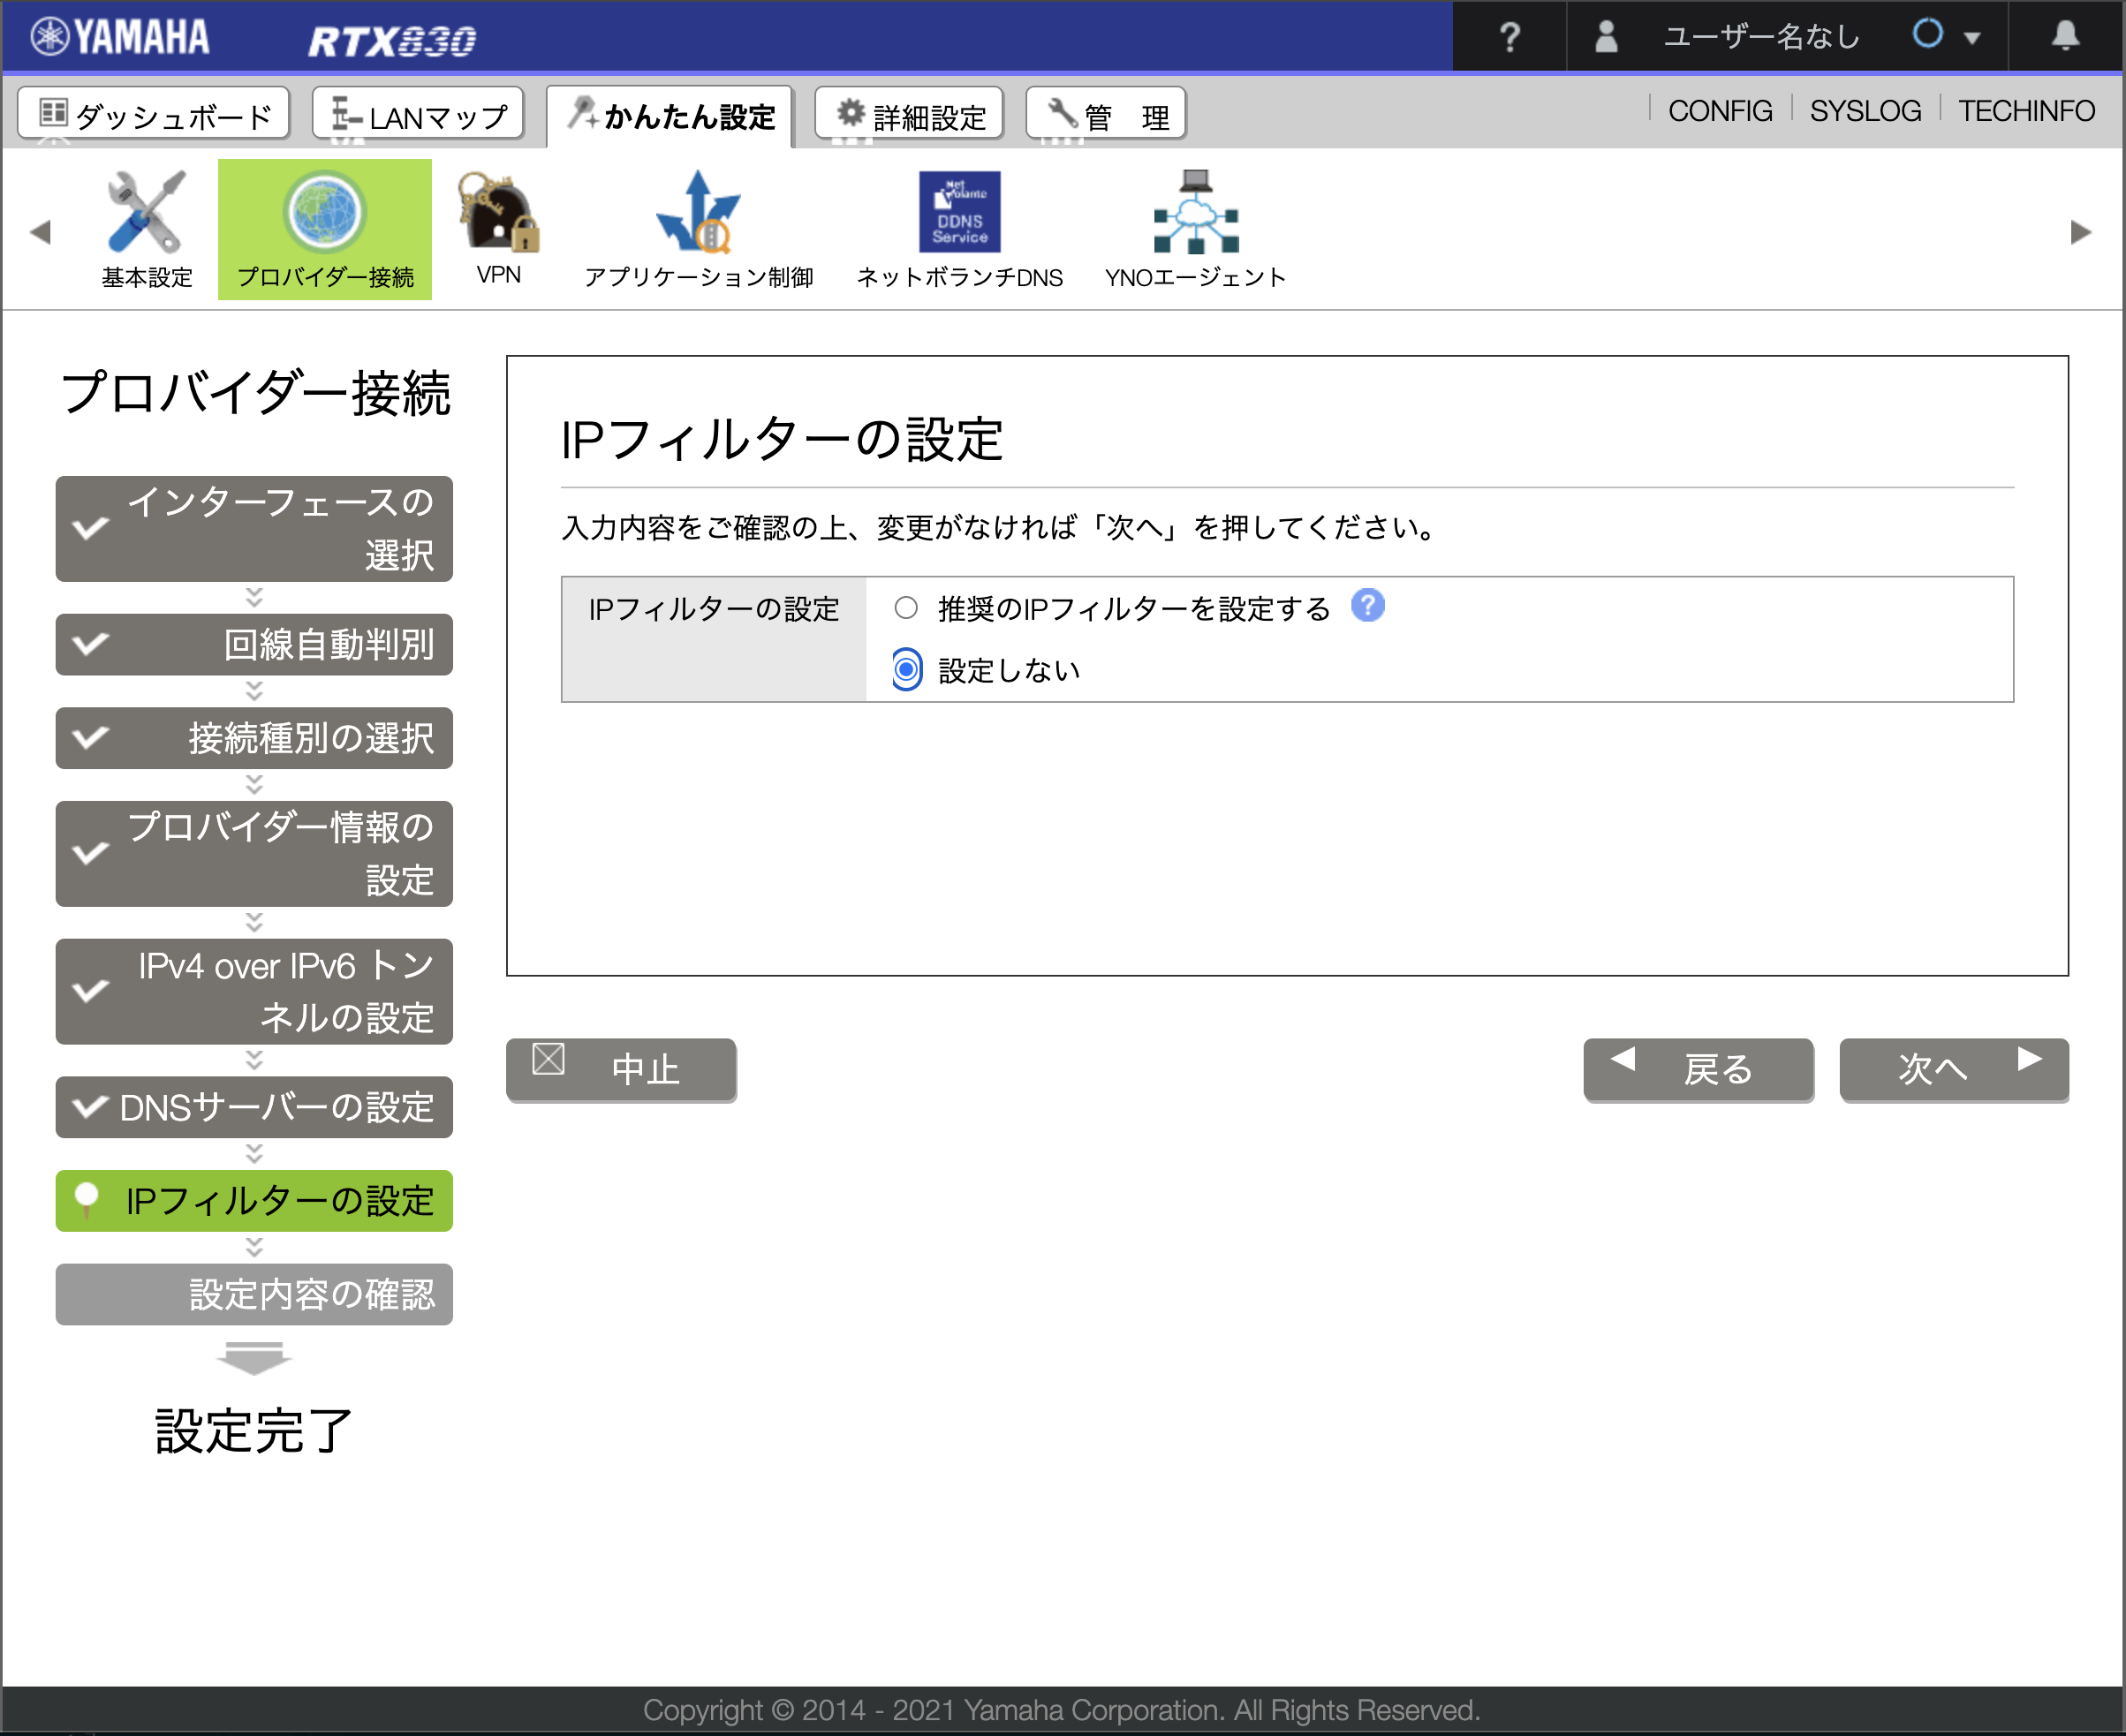 YAMAHA RTX830 ? ユーザー名なし
ダッシュボード LANマップ かんたん設定 詳細設定 管　理 CONFIG SYSLOG TECHINFO
Net Volante
DDNS
Service
基本設定 プロバイダー接続 VPN アプリケーション制御 ネットボランチDNS YNOエージェント
プロバイダー接続
インターフェースの
選択
回線自動判別
接続種別の選択
プロバイダー情報の
設定
IPv4 over IPv6 トン
ネルの設定
DNSサーバーの設定
IPフィルターの設定
設定内容の確認
設定完了
IPフィルターの設定
入力内容をご確認の上、変更がなければ「次へ」を押してください。
IPフィルターの設定 推奨のIPフィルターを設定する ?
設定しない
中止 戻る 次へ
Copyright © 2014 - 2021 Yamaha Corporation. All Rights Reserved.